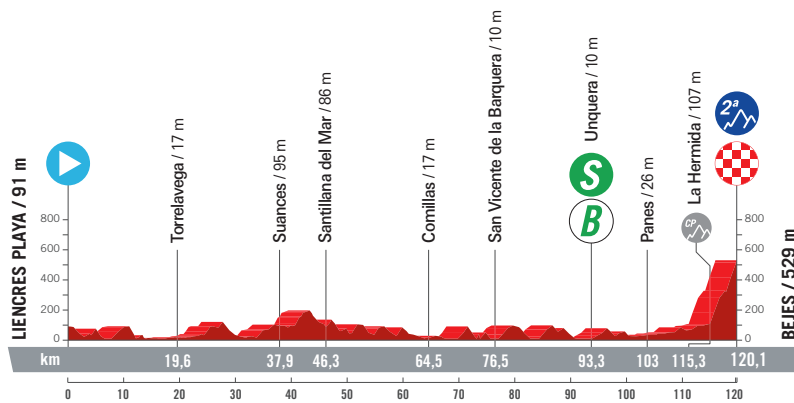 LIENCRES PLAYA / 91 m
Torrelavega / 17 m
Suances / 95 m
Santillana del Mar / 86 m
Comillas / 17 m
San Vicente de la Barquera / 10 m
Unquera / 10 m
S
B
Panes / 26 m
La Hermida / 107 m
CP
2ª
BEJES / 529 m
800
600
400
200
0
800
600
400
200
0
km
19,6
37,9
46,3
64,5
76,5
93,3
103
115,3
120,1
0
10
20
30
40
50
60
70
80
90
100
110
120